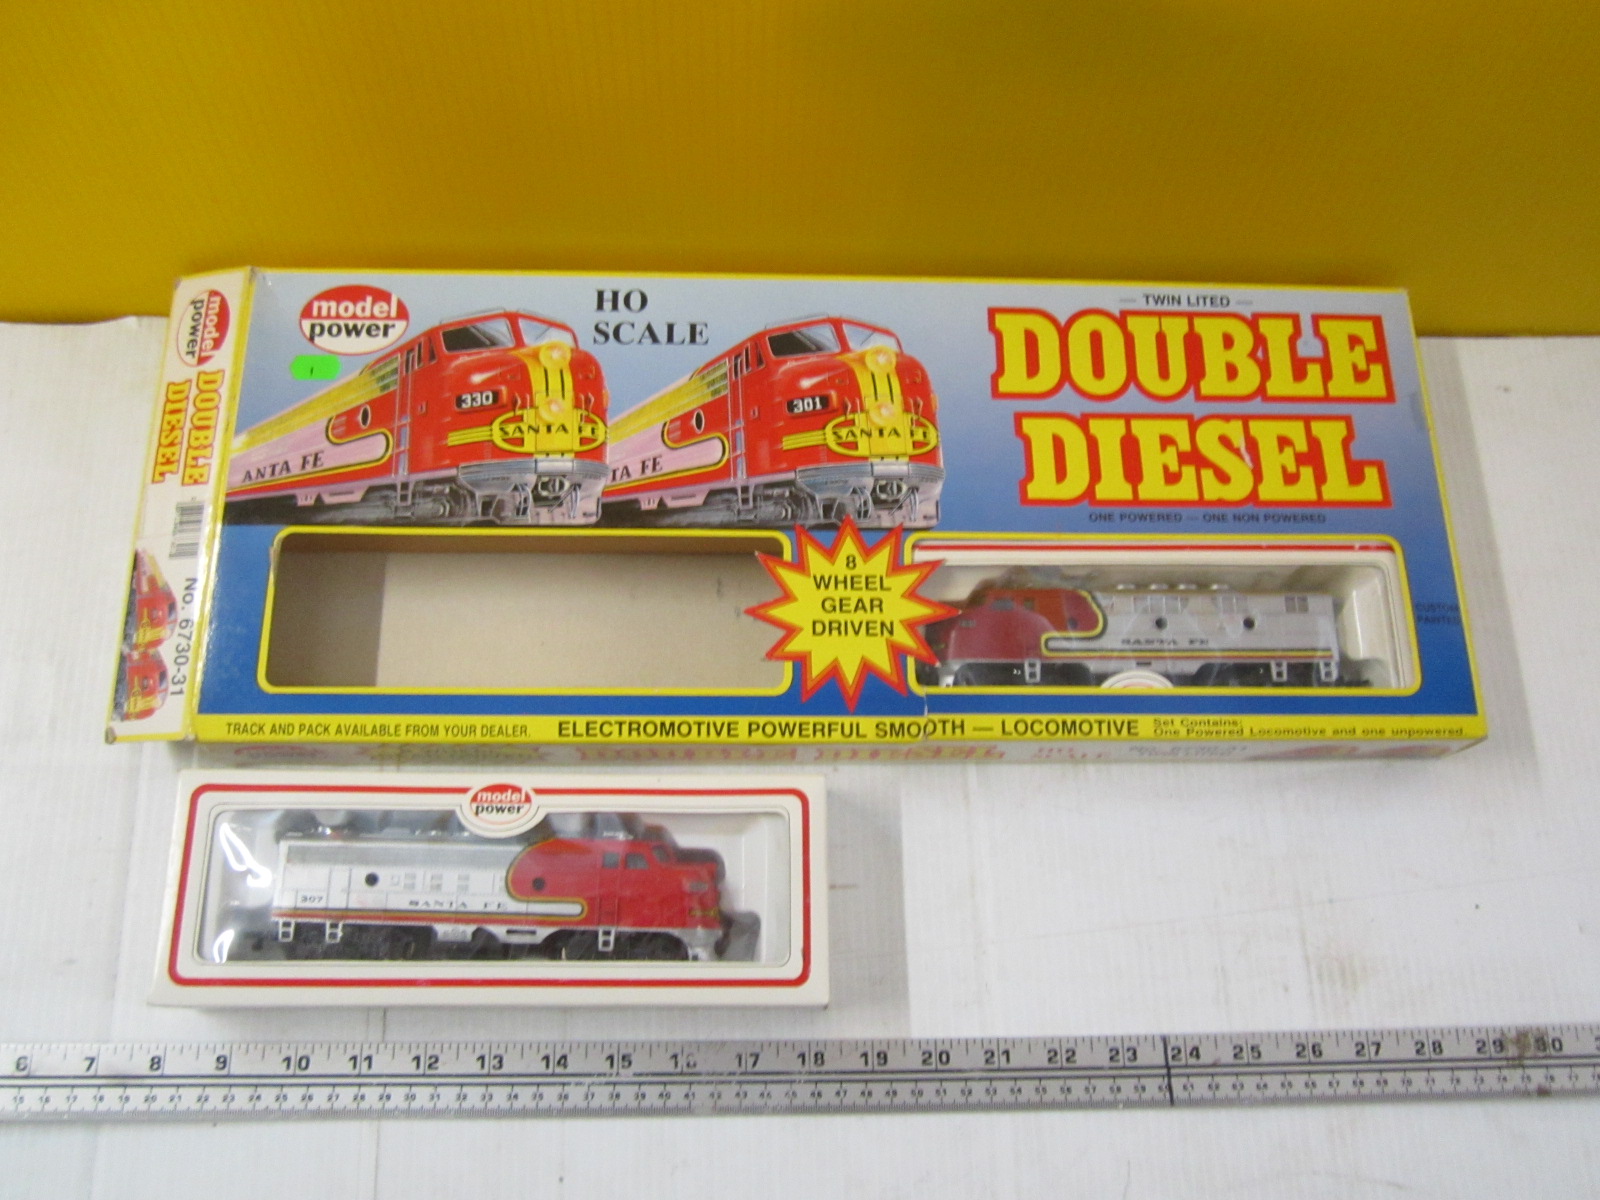 model
power
HO
SCALE
TWIN LITED
DOUBLE
DIESEL
ONE POWERED — ONE NON POWERED
330
SANTA FE
ANTA FE
301
SANTA FE
TA FE
8
WHEEL
GEAR
DRIVEN
SANTA FE
CUSTOM
PAINTED
TRACK AND PACK AVAILABLE FROM YOUR DEALER.
ELECTROMOTIVE POWERFUL SMOOTH — LOCOMOTIVE
Set Contains:
One Powered Locomotive and one unpowered.
model
power
DOUBLE
DIESEL
No. 6730-31
model
power
307
SANTA FE
6 7 8 9 10 11 12 13 14 15 16 17 18 19 20 21 22 23 24 25 26 27 28 29 30